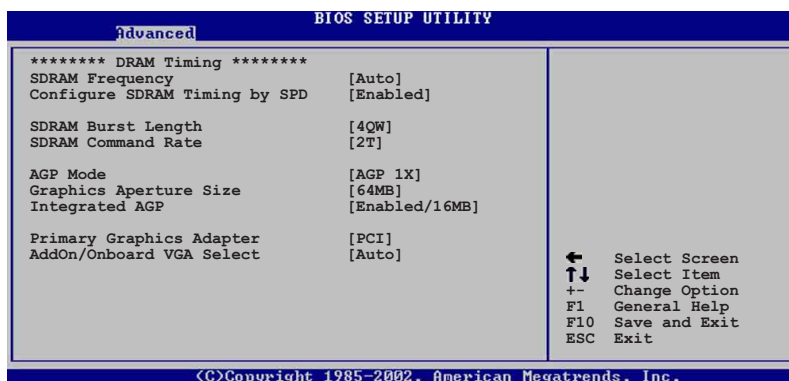 BIOS SETUP UTILITY
Advanced
******** DRAM Timing ********
SDRAM Frequency [Auto]
Configure SDRAM Timing by SPD [Enabled]
SDRAM Burst Length [4QW]
SDRAM Command Rate [2T]
AGP Mode [AGP 1X]
Graphics Aperture Size [64MB]
Integrated AGP [Enabled/16MB]
Primary Graphics Adapter [PCI]
AddOn/Onboard VGA Select [Auto]
← Select Screen
↑↓ Select Item
+- Change Option
F1 General Help
F10 Save and Exit
ESC Exit
(C)Copyright 1985-2002, American Megatrends, Inc.